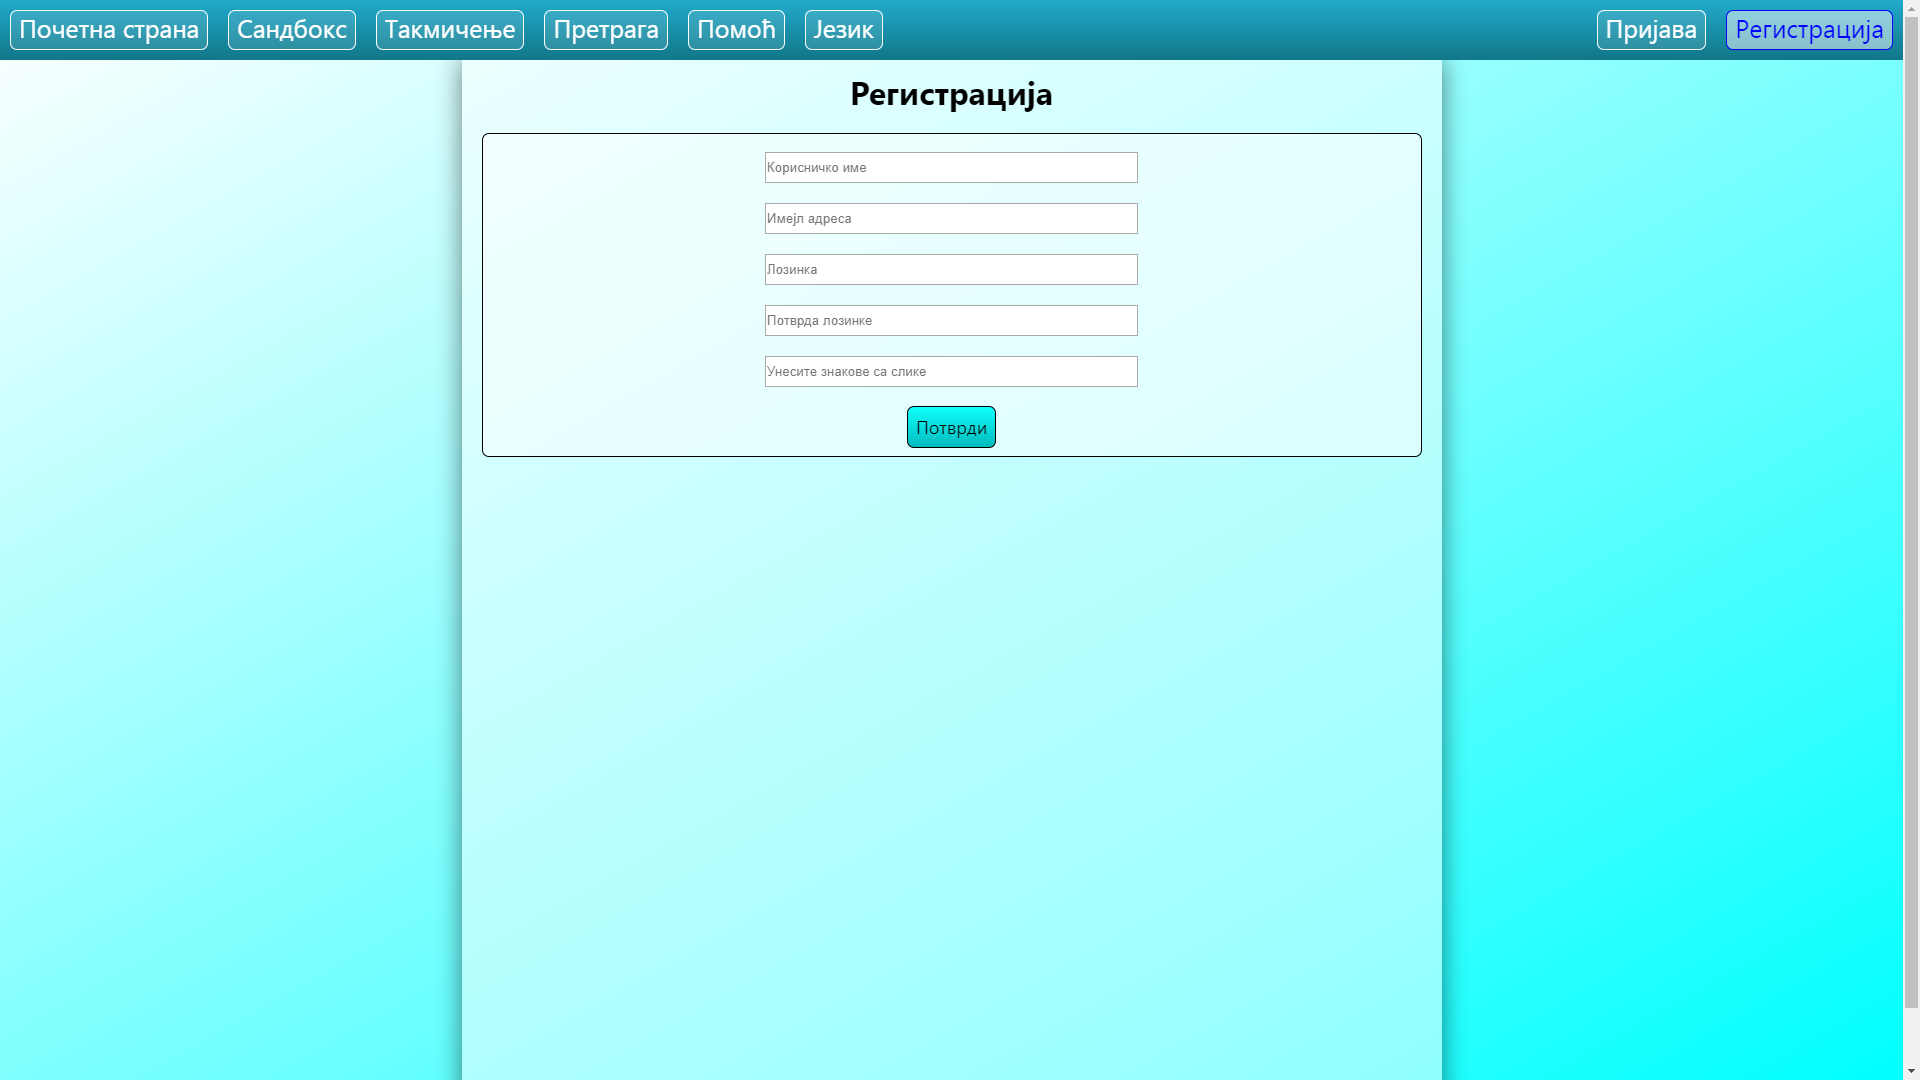 Почетна страна Сандбокс Такмичење Претрага Помоћ Језик Пријава Регистрација
Регистрација
Корисничко име
Имејл адреса
Лозинка
Потврда лозинке
Унесите знакове са слике
Потврди